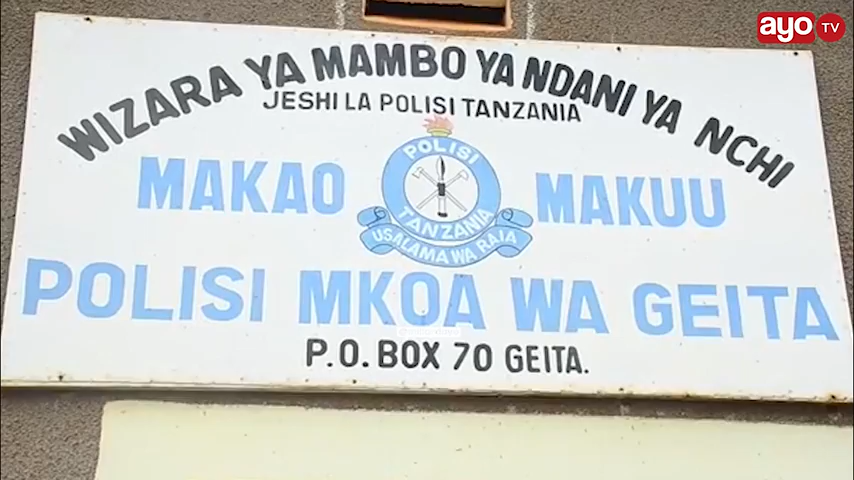 ayo TV
WIZARA YA MAMBO YA NDANI YA NCHI
JESHI LA POLISI TANZANIA
MAKAO MAKUU
POLISI
TANZANIA
USALAMA WA RAIA
POLISI MKOA WA GEITA
P.O. BOX 70 GEITA.